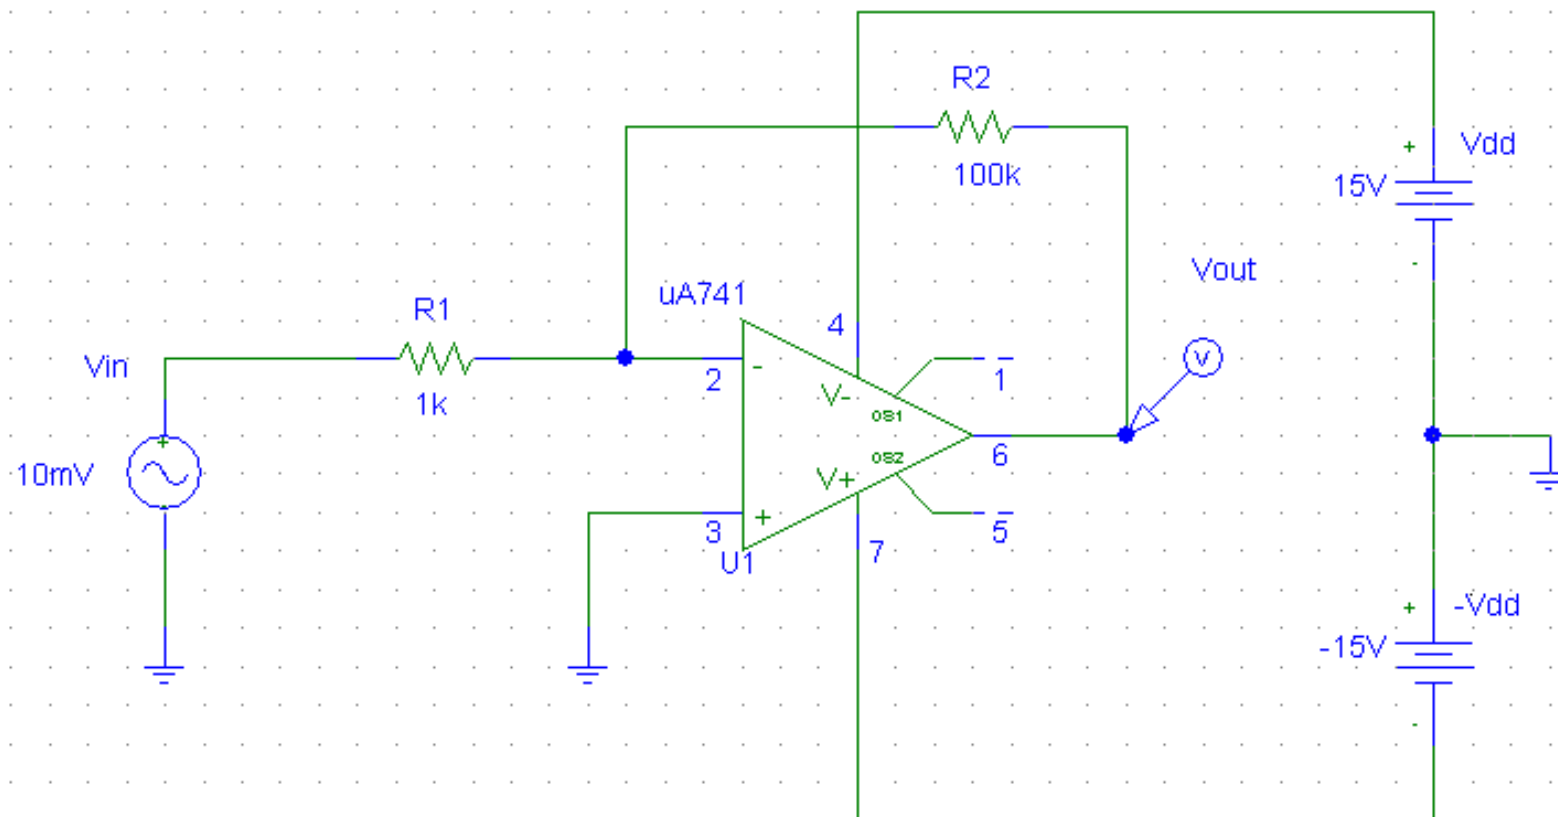 R2
100k
+
Vdd
15V
-
Vout
uA741
R1
1k
Vin
4
2
-
V-
OS1
1
V
+
10mV
-
6
OS2
V+
3
+
5
U1
7
+
-Vdd
-15V
-